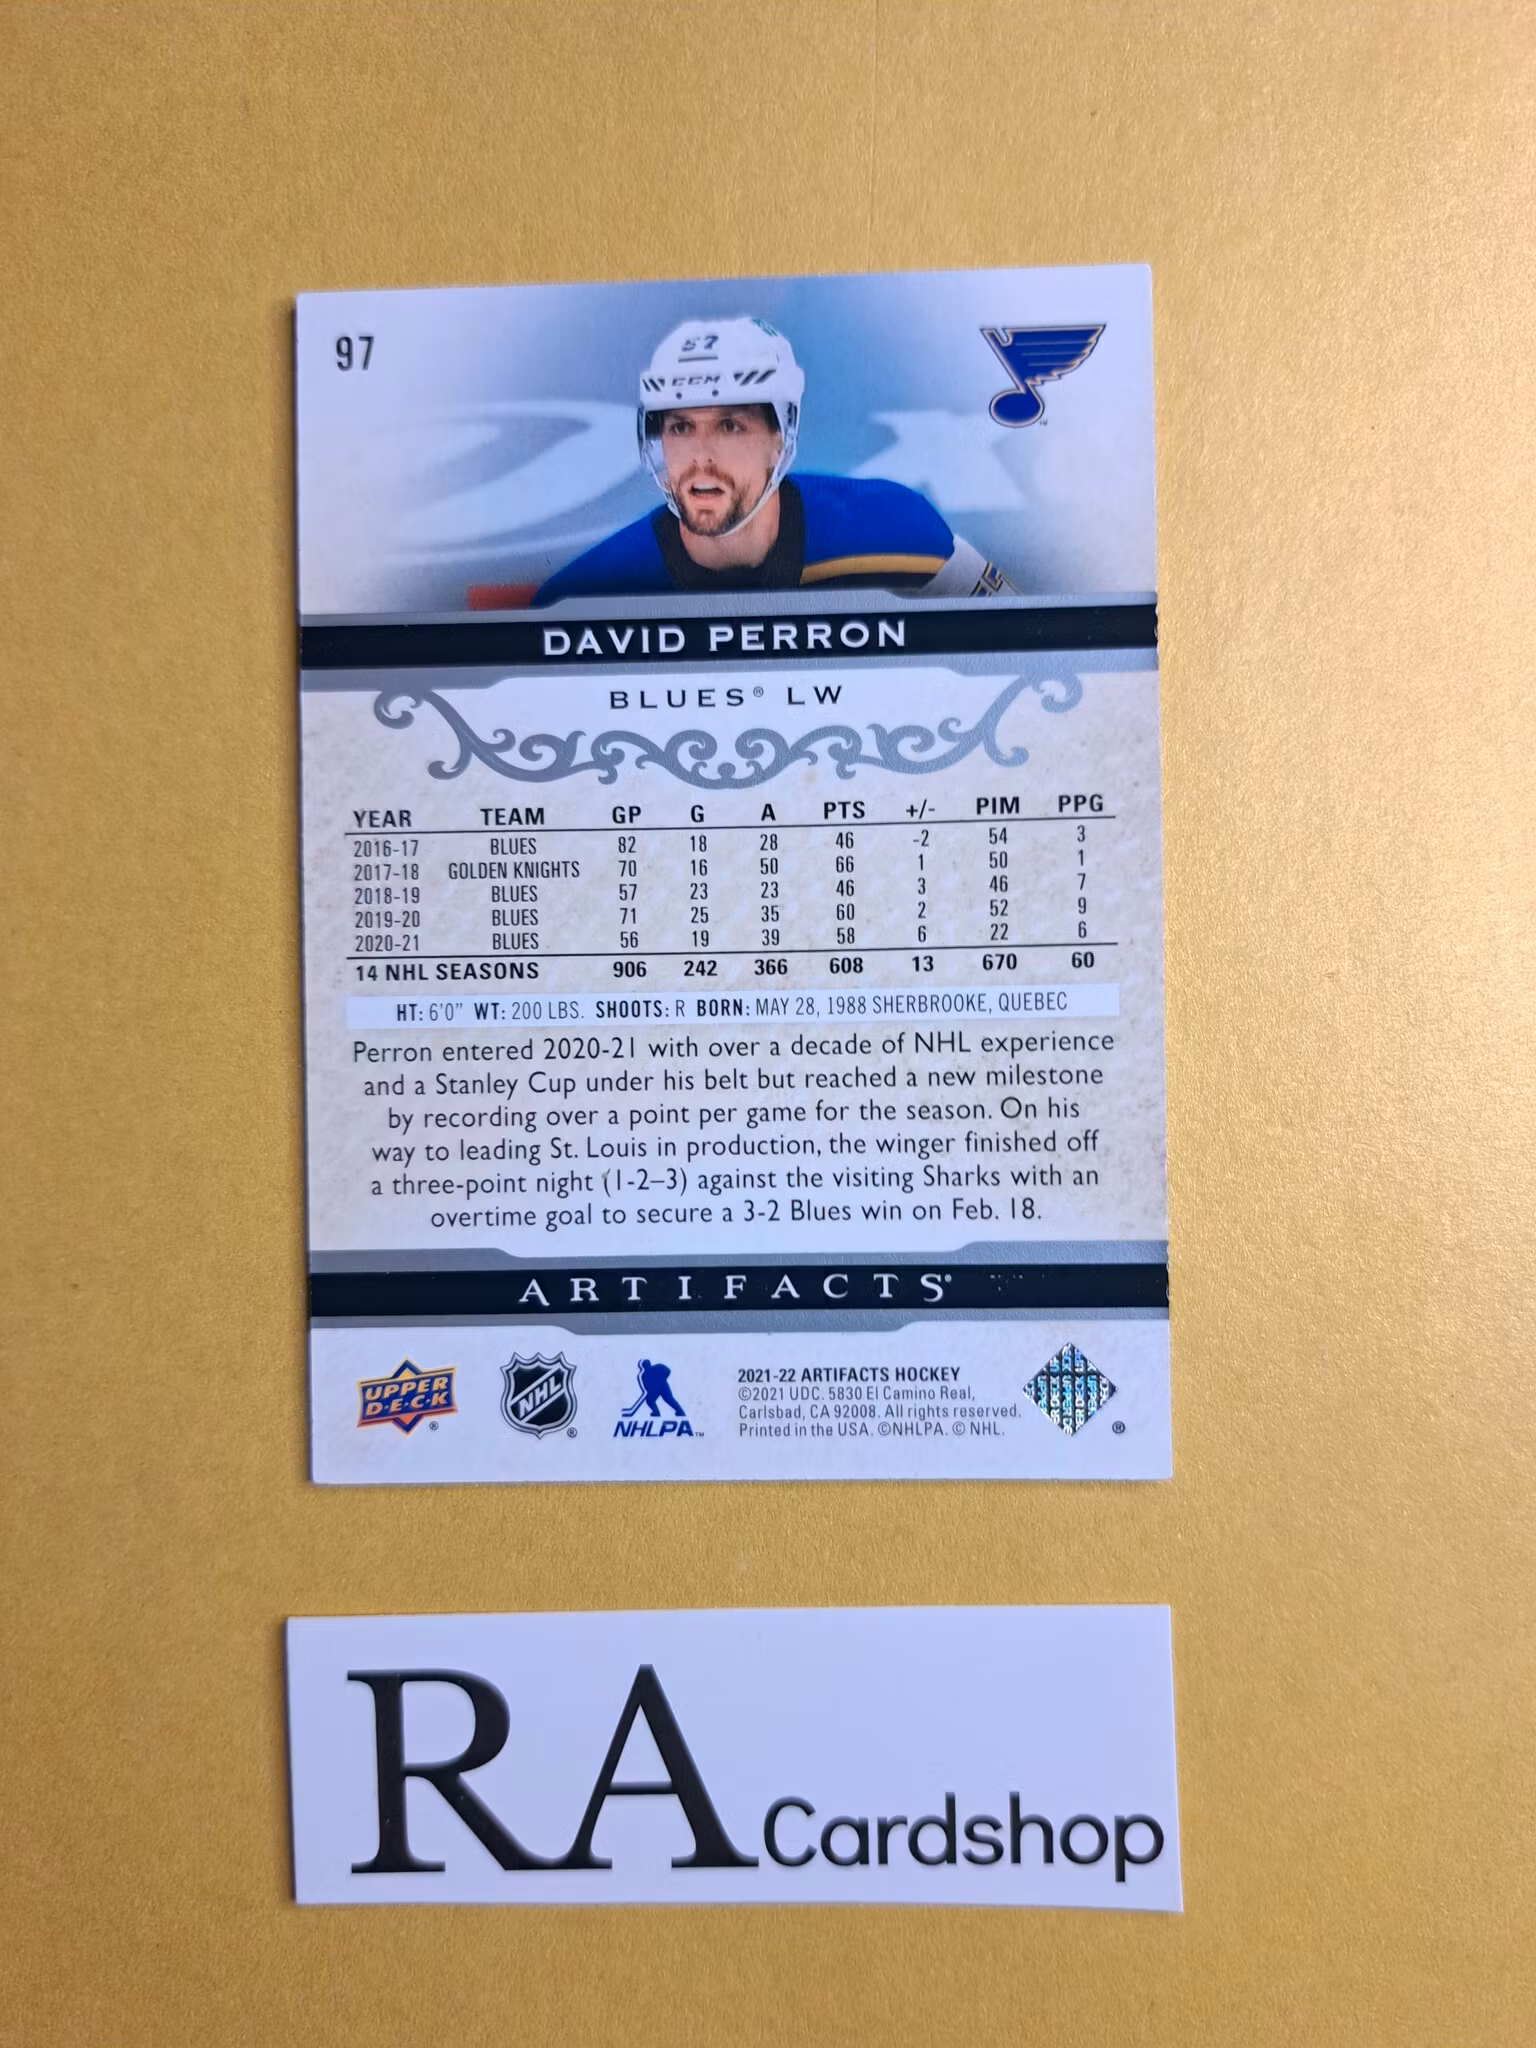 97
57
CCM
DAVID PERRON
BLUES® LW
YEAR TEAM GP G A PTS +/- PIM PPG
2016-17 BLUES 82 18 28 46 -2 54 3
2017-18 GOLDEN KNIGHTS 70 16 50 66 1 50 1
2018-19 BLUES 57 23 23 46 3 46 7
2019-20 BLUES 71 25 35 60 2 52 9
2020-21 BLUES 56 19 39 58 6 22 6
14 NHL SEASONS 906 242 366 608 13 670 60
HT: 6'0" WT: 200 LBS. SHOOTS: R BORN: MAY 28, 1988 SHERBROOKE, QUEBEC
Perron entered 2020-21 with over a decade of NHL experience
and a Stanley Cup under his belt but reached a new milestone
by recording over a point per game for the season. On his
way to leading St. Louis in production, the winger finished off
a three-point night (1-2–3) against the visiting Sharks with an
overtime goal to secure a 3-2 Blues win on Feb. 18.
ARTIFACTS®
UPPER
D·E·C·K ®
NHL ®
NHLPA™
2021-22 ARTIFACTS HOCKEY
©2021 UDC. 5830 El Camino Real,
Carlsbad, CA 92008. All rights reserved.
Printed in the USA. ©NHLPA. © NHL.
®
RA Cardshop